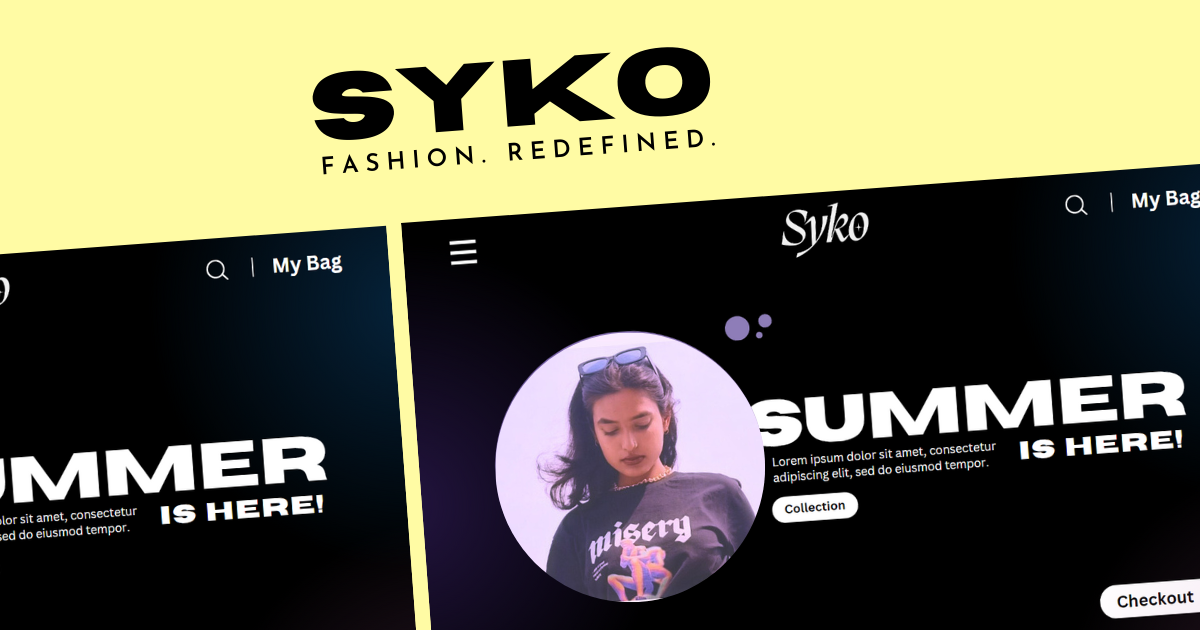 SYKO
FASHION. REDEFINED.
My Bag
UMMER
olor sit amet, consectetur
sed do eiusmod tempor.
IS HERE!
Syko
My Bag
SUMMER
Lorem ipsum dolor sit amet, consectetur
adipiscing elit, sed do eiusmod tempor.
IS HERE!
Collection
misery
Checkout